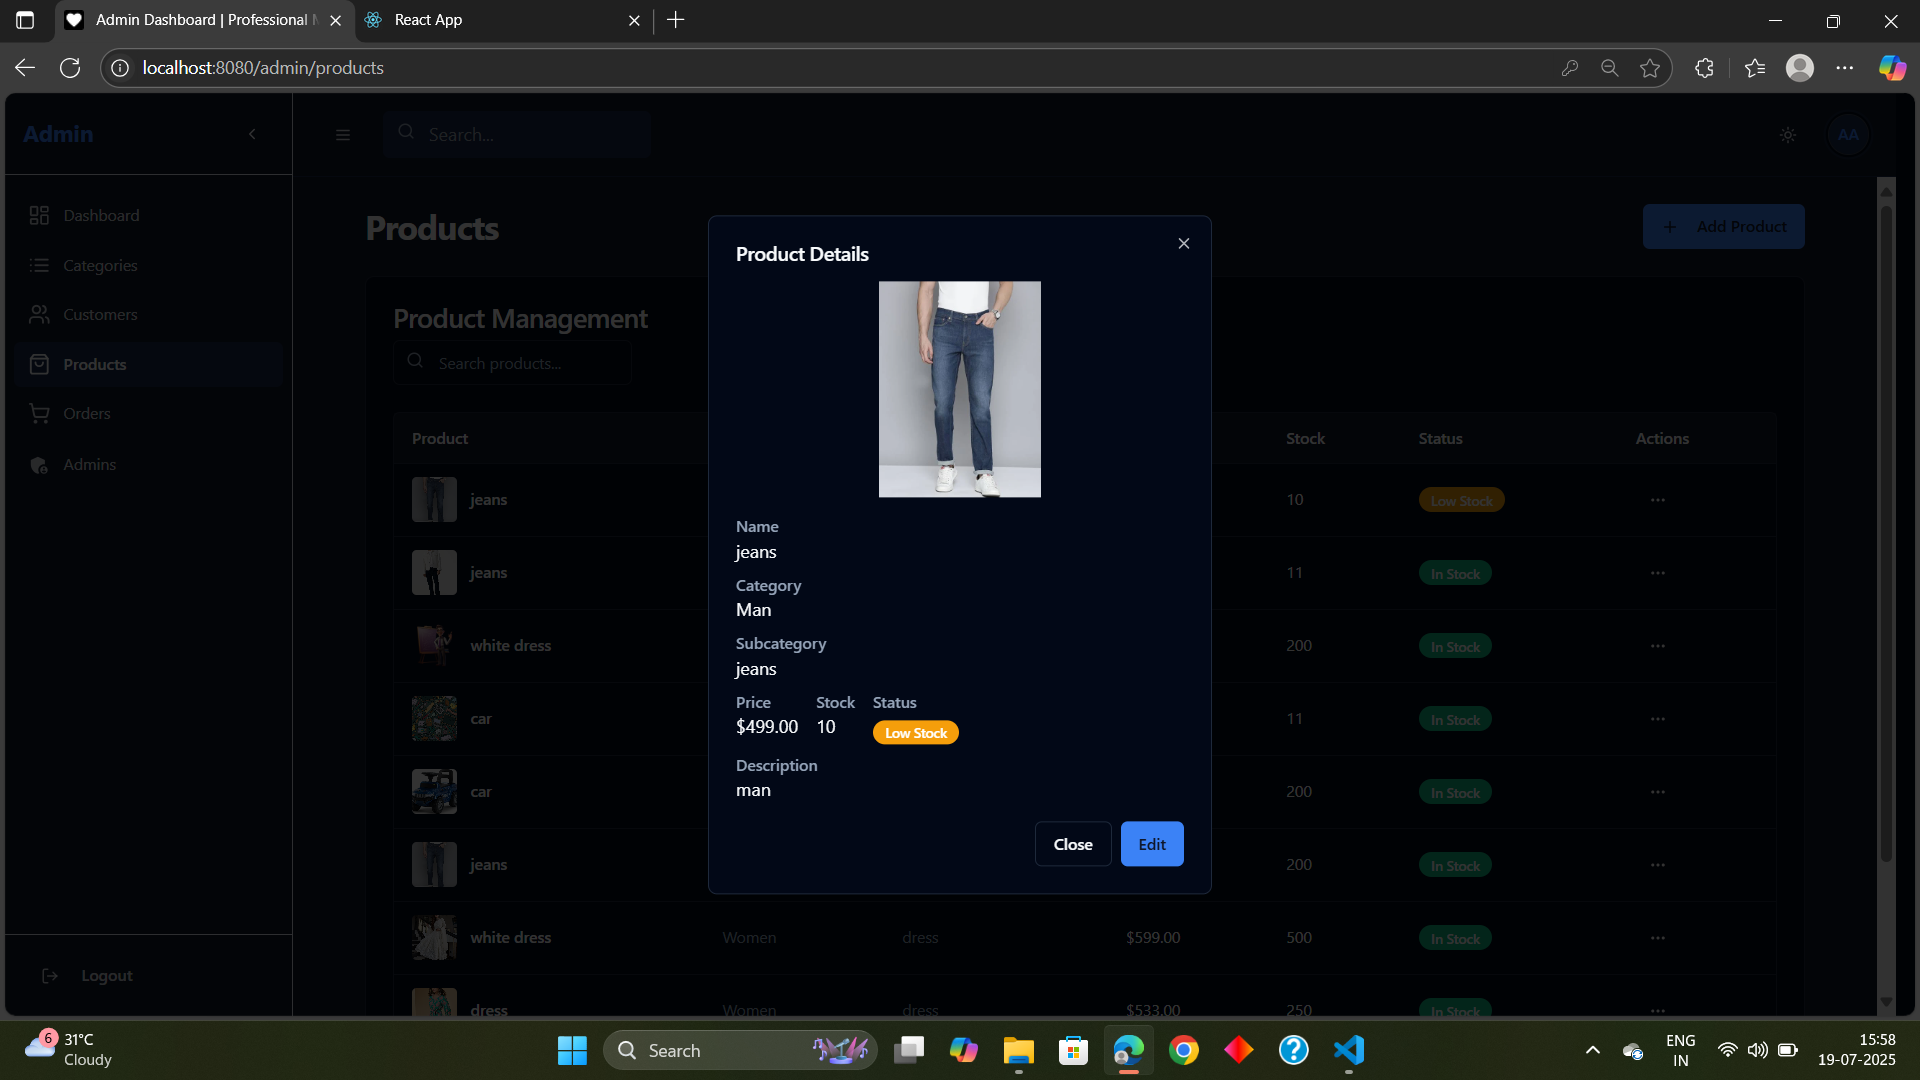 Admin Dashboard | Professional
React App
localhost:8080/admin/products
Admin
Search...
AA
Dashboard
Categories
Customers
Products
Orders
Admins
Logout
Products
Add Product
Product Management
Search products...
Product
Stock
Status
Actions
jeans
10
Low Stock
jeans
11
In Stock
white dress
200
In Stock
car
11
In Stock
car
200
In Stock
jeans
200
In Stock
white dress
Women
dress
$599.00
500
In Stock
dress
Women
dress
$533.00
250
In Stock
Product Details
Name
jeans
Category
Man
Subcategory
jeans
Price Stock Status
$499.00 10 Low Stock
Description
man
Close
Edit
6
31°C
Cloudy
Search
ENG
IN
15:58
19-07-2025